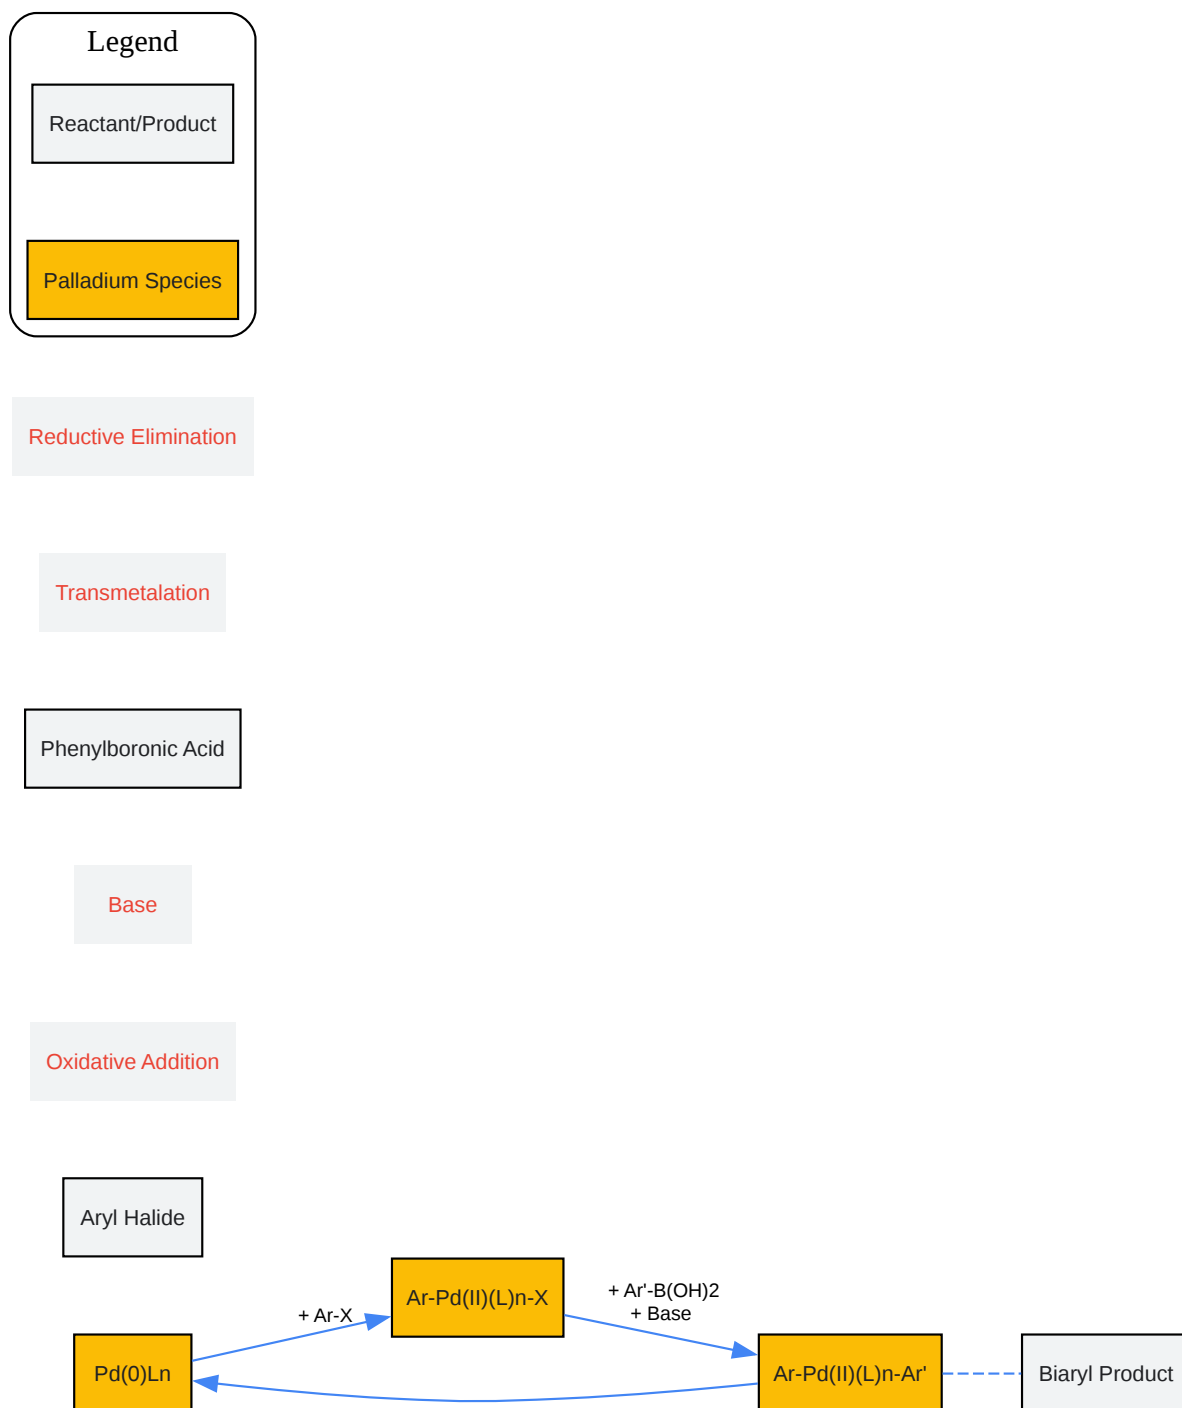 Legend
Reactant/Product
Palladium Species
Reductive Elimination
Transmetalation
Phenylboronic Acid
Base
Oxidative Addition
Aryl Halide
+ Ar-X
Ar-Pd(II)(L)n-X
+ Ar'-B(OH)2
+ Base
Pd(0)Ln
Ar-Pd(II)(L)n-Ar'
Biaryl Product